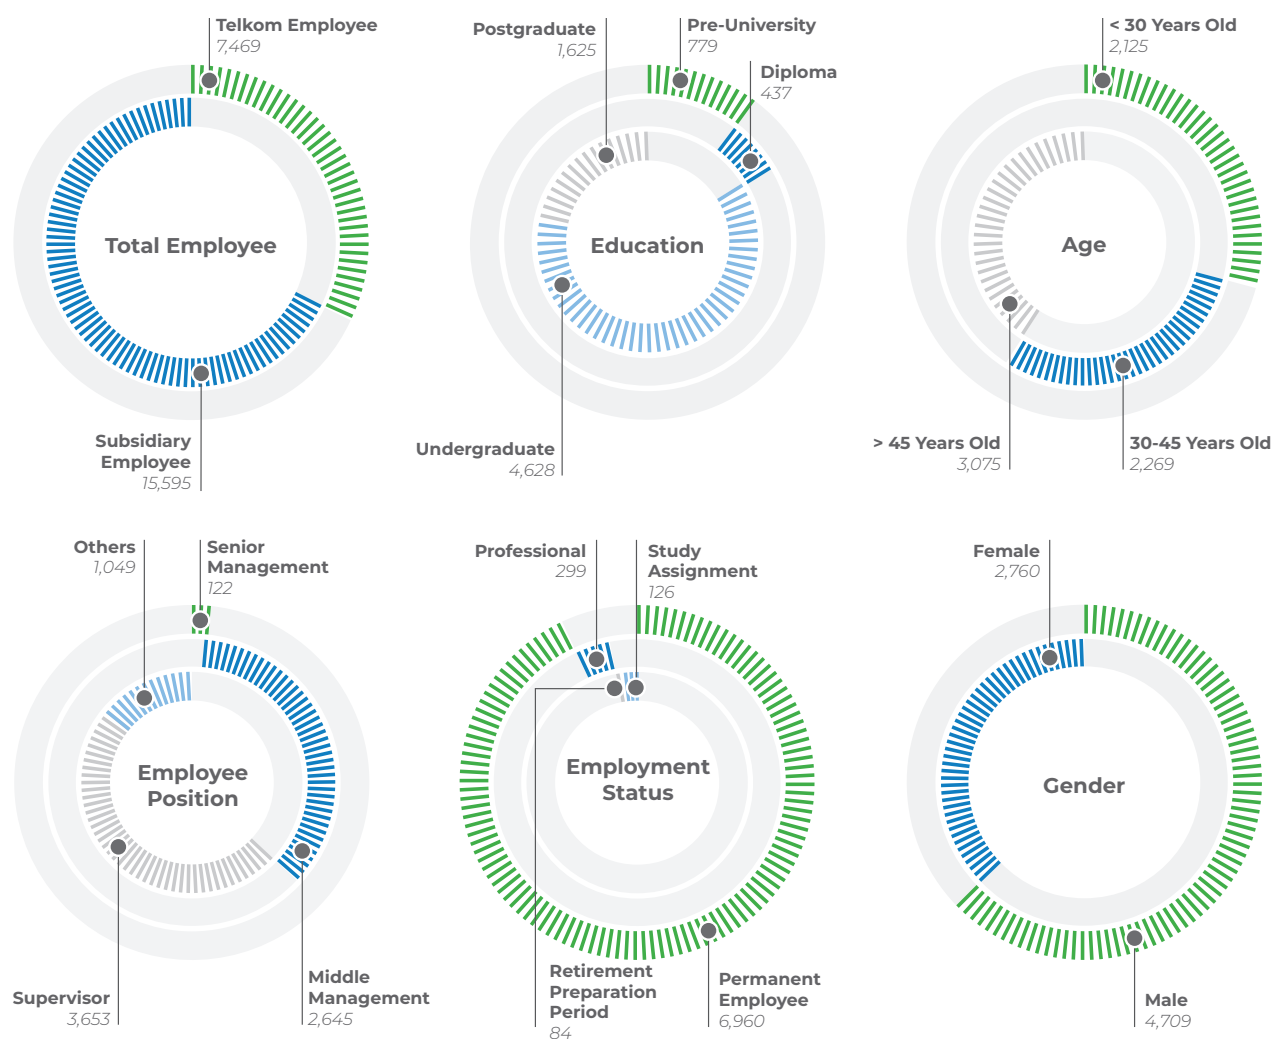 Telkom Employee
7,469
Total Employee
Subsidiary
Employee
15,595
Postgraduate
1,625
Pre-University
779
Diploma
437
Education
Undergraduate
4,628
< 30 Years Old
2,125
Age
> 45 Years Old
3,075
30-45 Years Old
2,269
Others
1,049
Senior
Management
122
Employee
Position
Supervisor
3,653
Middle
Management
2,645
Professional
299
Study
Assignment
126
Employment
Status
Retirement
Preparation
Period
84
Permanent
Employee
6,960
Female
2,760
Gender
Male
4,709